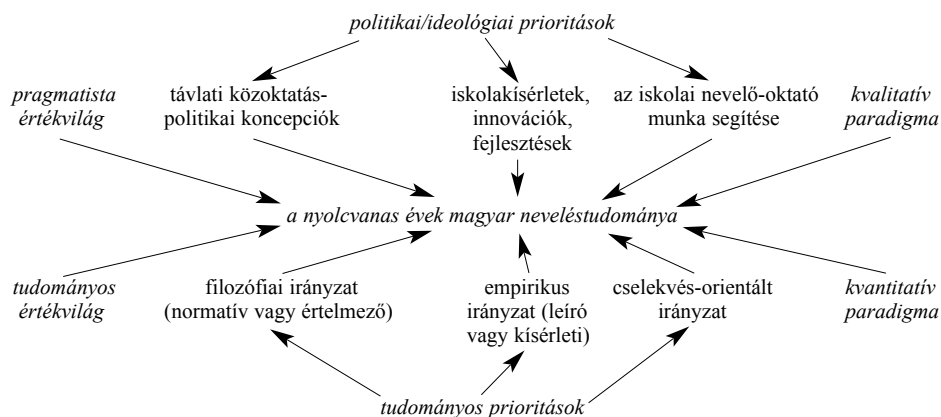 politikai/ideológiai prioritások
pragmatista
értékvilág
távlati közoktatás-
politikai koncepciók
iskolakísérletek,
innovációk,
fejlesztések
az iskolai nevelő-oktató
munka segítése
kvalitatív
paradigma
a nyolcvanas évek magyar neveléstudománya
tudományos
értékvilág
filozófiai irányzat
(normatív vagy értelmező)
empirikus
irányzat (leíró
vagy kísérleti)
cselekvés-orientált
irányzat
kvantitatív
paradigma
tudományos prioritások